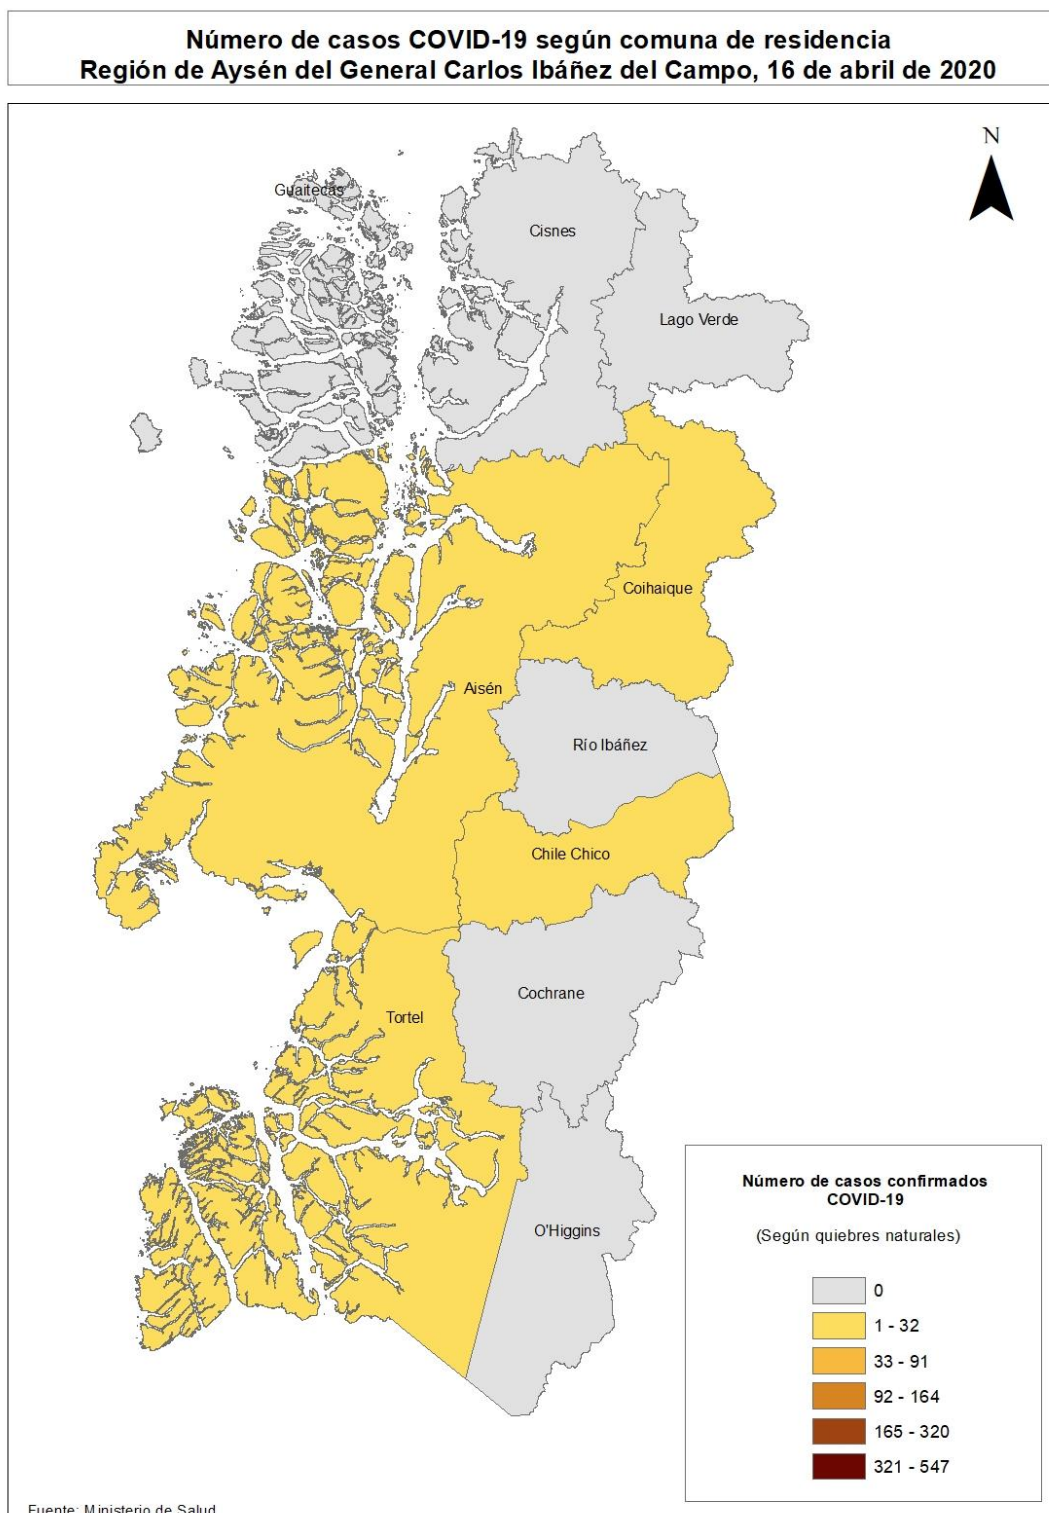 Número de casos COVID-19 según comuna de residencia
Región de Aysén del General Carlos Ibáñez del Campo, 16 de abril de 2020
N
Guaitecas
Cisnes
Lago Verde
Coihaique
Aisén
Río Ibáñez
Chile Chico
Cochrane
Tortel
O'Higgins
Número de casos confirmados
COVID-19
(Según quiebres naturales)
0
1 - 32
33 - 91
92 - 164
165 - 320
321 - 547
Fuente: Ministerio de Salud